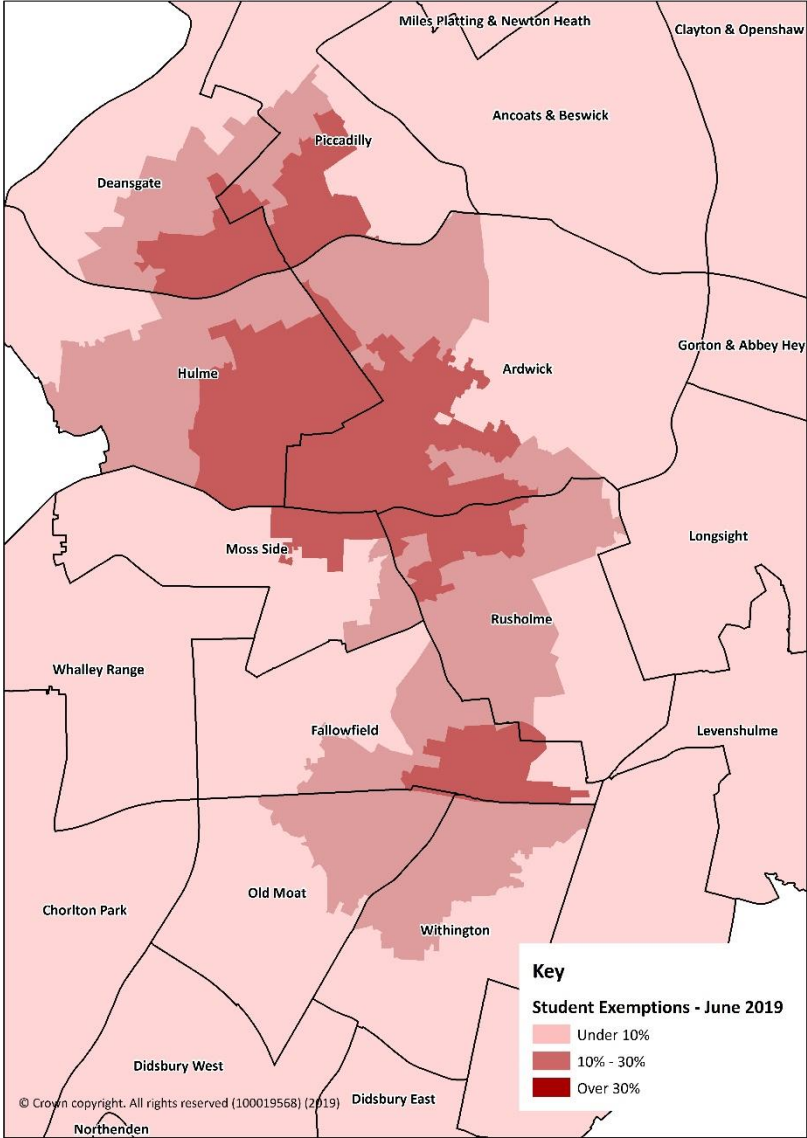 Miles Platting & Newton Heath
Clayton & Openshaw
Ancoats & Beswick
Piccadilly
Deansgate
Gorton & Abbey Hey
Ardwick
Hulme
Longsight
Moss Side
Rusholme
Whalley Range
Fallowfield
Levenshulme
Old Moat
Chorlton Park
Withington
Key
Student Exemptions - June 2019
Under 10%
10% - 30%
Over 30%
Didsbury West
Didsbury East
© Crown copyright. All rights reserved (100019568) (2019)
Northenden